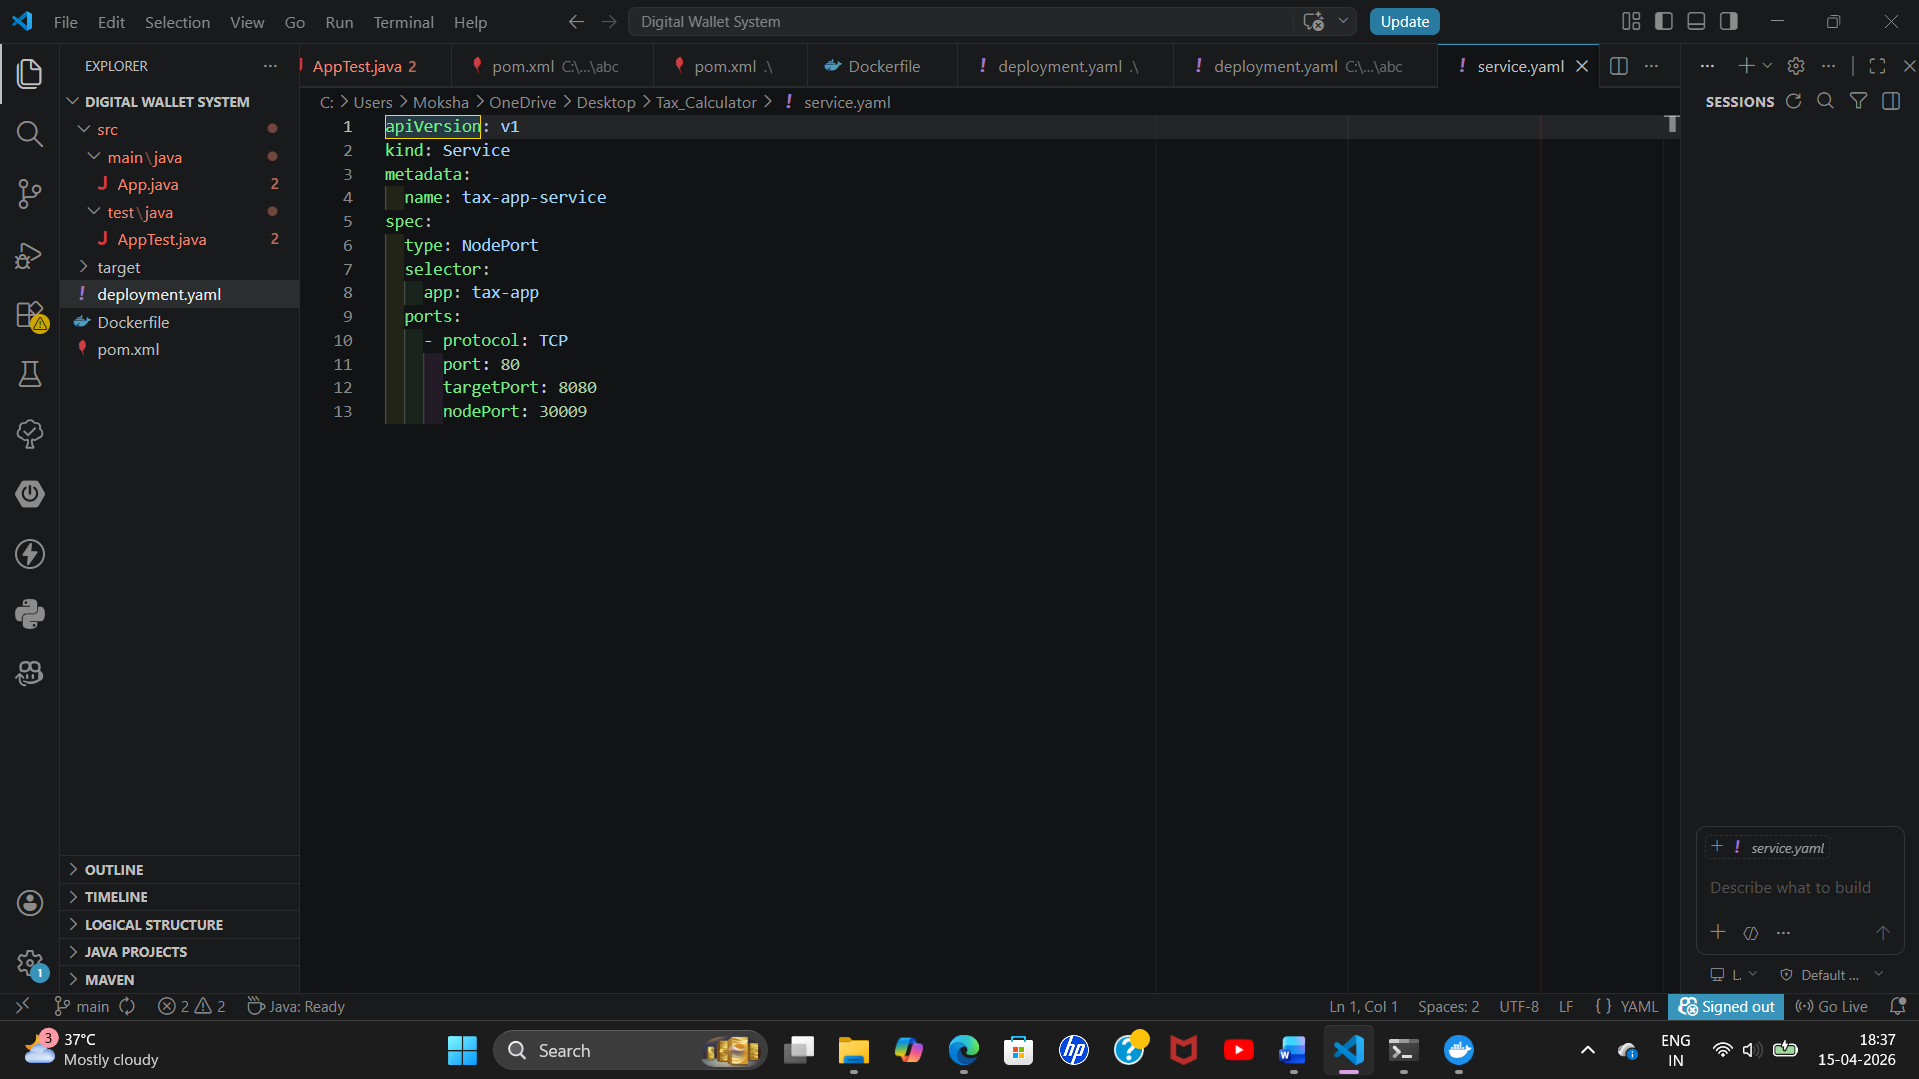 File Edit Selection View Go Run Terminal Help
Digital Wallet System
Update
EXPLORER
DIGITAL WALLET SYSTEM
src
main\java
App.java 2
test\java
AppTest.java 2
target
deployment.yaml
Dockerfile
pom.xml
OUTLINE
TIMELINE
LOGICAL STRUCTURE
JAVA PROJECTS
MAVEN
AppTest.java 2
pom.xml C:\...\abc
pom.xml .\
Dockerfile
deployment.yaml .\
deployment.yaml C:\...\abc
service.yaml
C: > Users > Moksha > OneDrive > Desktop > Tax_Calculator > ! service.yaml
1 apiVersion: v1
2 kind: Service
3 metadata:
4 name: tax-app-service
5 spec:
6 type: NodePort
7 selector:
8 app: tax-app
9 ports:
10 - protocol: TCP
11 port: 80
12 targetPort: 8080
13 nodePort: 30009
SESSIONS
service.yaml
Describe what to build
L.
Default ...
1
main
2 2
Java: Ready
Ln 1, Col 1
Spaces: 2
UTF-8
LF
{ } YAML
Signed out
Go Live
3
37°C
Mostly cloudy
Search
hp
ENG
IN
18:37
15-04-2026